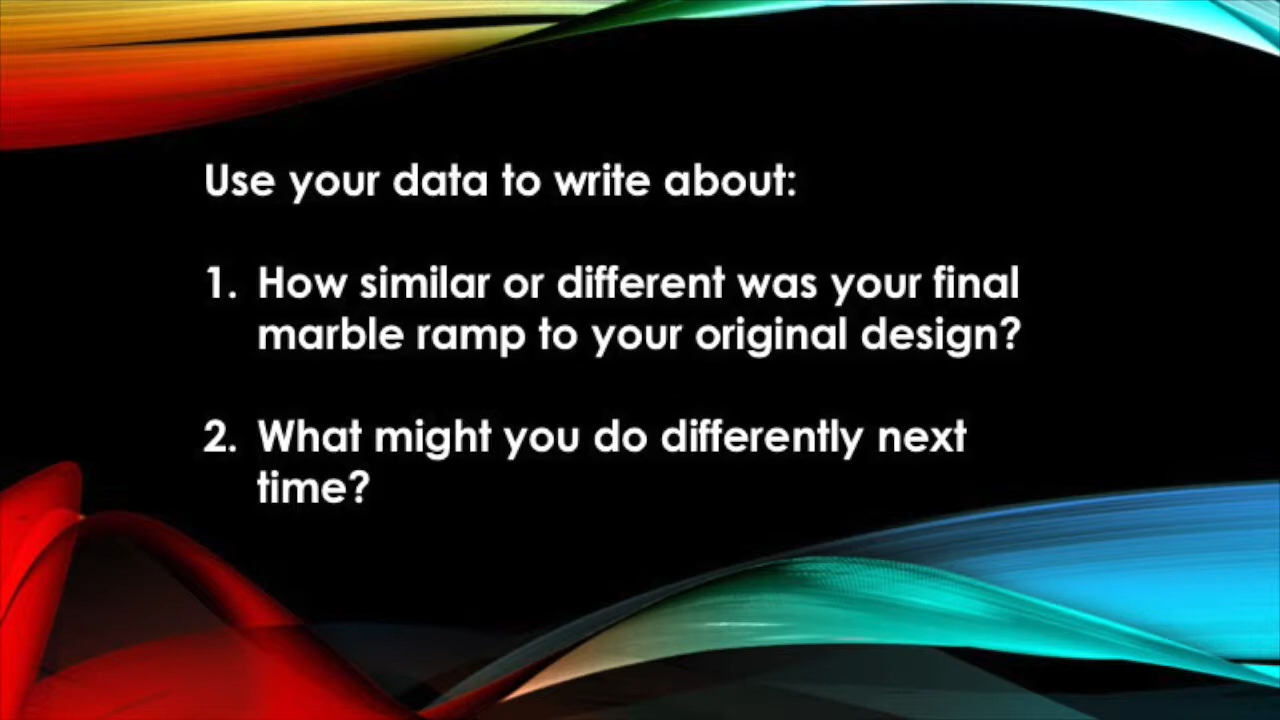 Use your data to write about:
1. How similar or different was your final
marble ramp to your original design?
2. What might you do differently next
time?